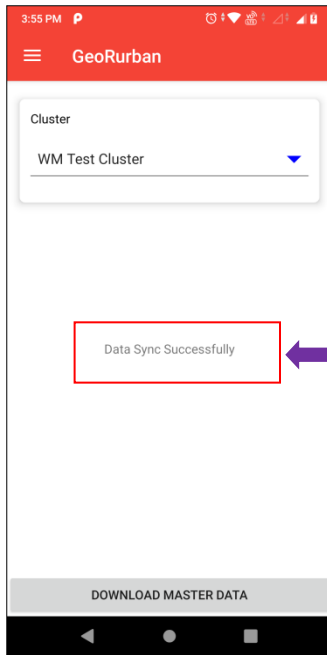 3:55 PM
GeoRurban
Cluster
WM Test Cluster
Data Sync Successfully
DOWNLOAD MASTER DATA